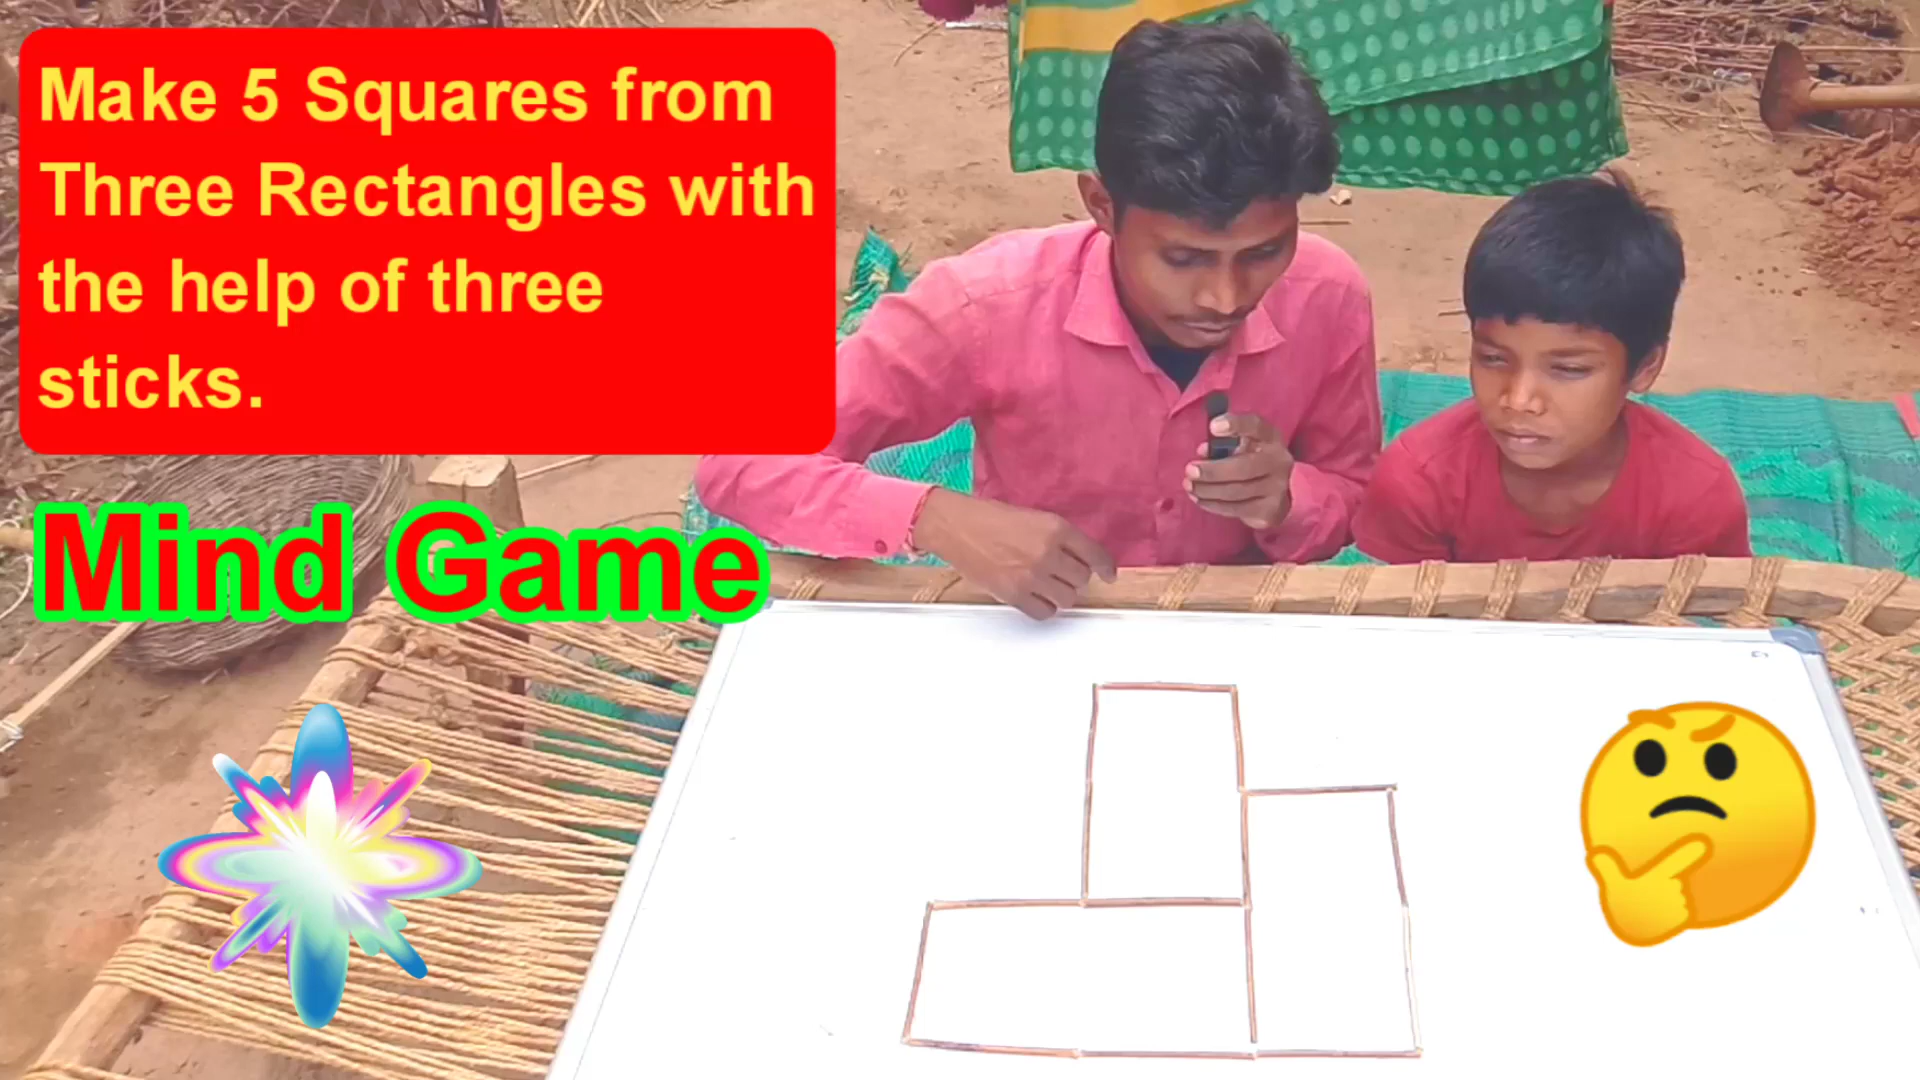 Make 5 Squares from
Three Rectangles with
the help of three
sticks.
Mind Game